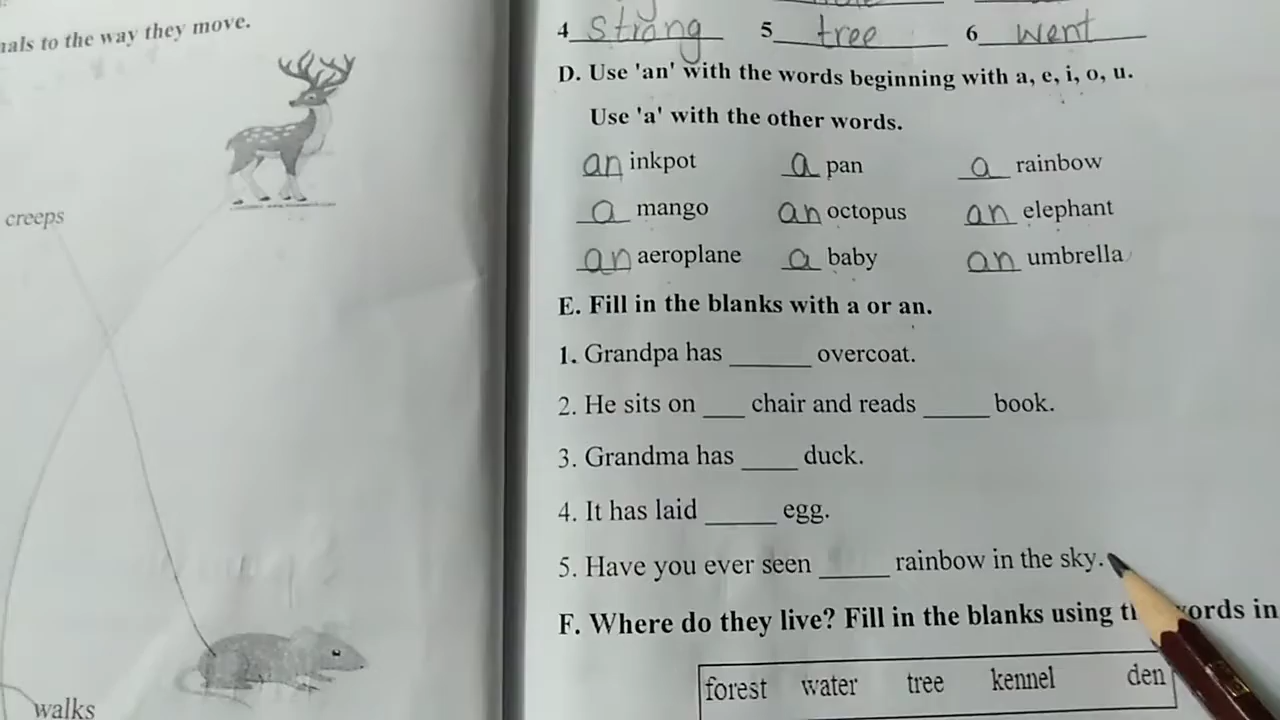 als to the way they move.
creeps
walks
4 strong 5 tree 6 went
D. Use 'an' with the words beginning with a, e, i, o, u.
Use 'a' with the other words.
an inkpot a pan a rainbow
a mango an octopus an elephant
an aeroplane a baby an umbrella
E. Fill in the blanks with a or an.
1. Grandpa has ______ overcoat.
2. He sits on ___ chair and reads _____ book.
3. Grandma has ____ duck.
4. It has laid _____ egg.
5. Have you ever seen _____ rainbow in the sky.
F. Where do they live? Fill in the blanks using words in
forest water tree kennel den